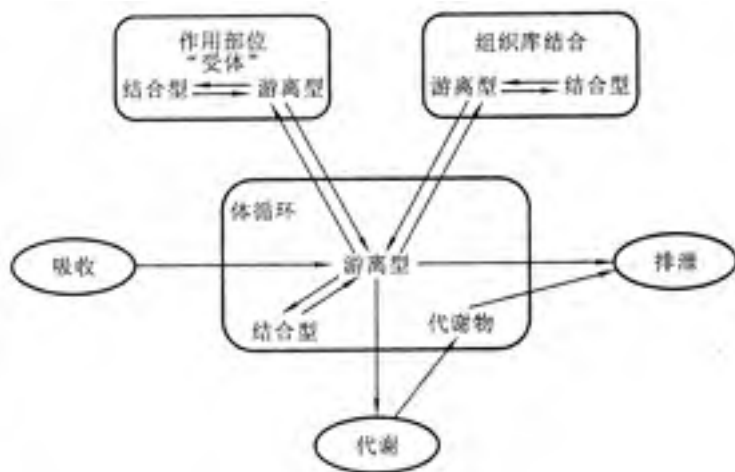 作用部位
"受体"
结合型 游离型
组织库结合
游离型 结合型
体循环
吸收 游离型 排泄
结合型 代谢物
代谢